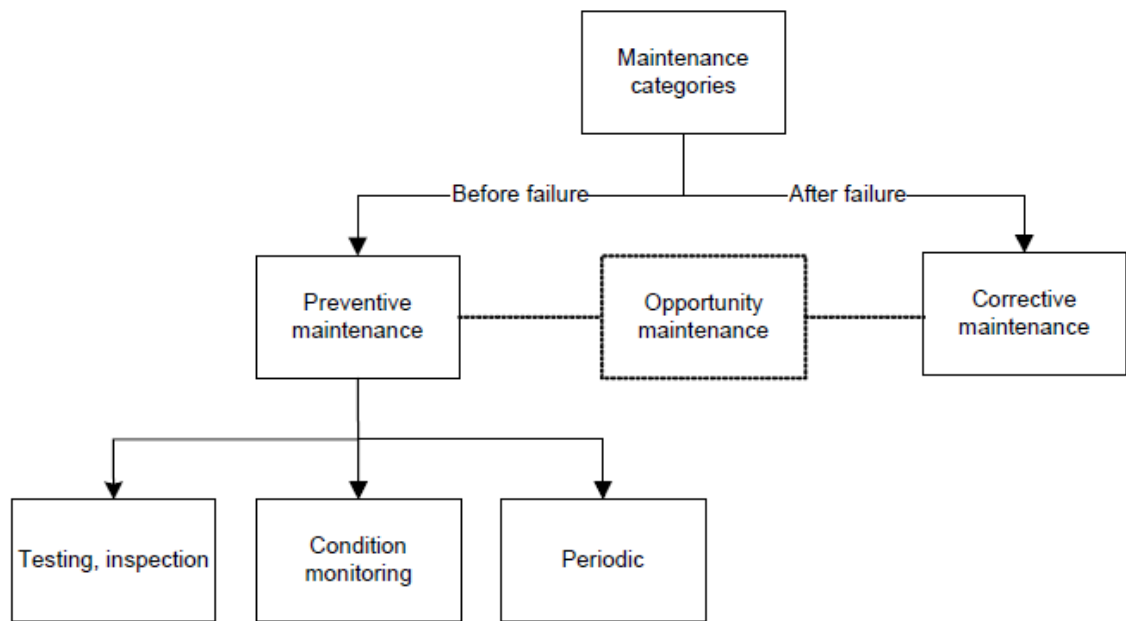 Maintenance
categories
Before failure
After failure
Preventive
maintenance
Opportunity
maintenance
Corrective
maintenance
Testing, inspection
Condition
monitoring
Periodic